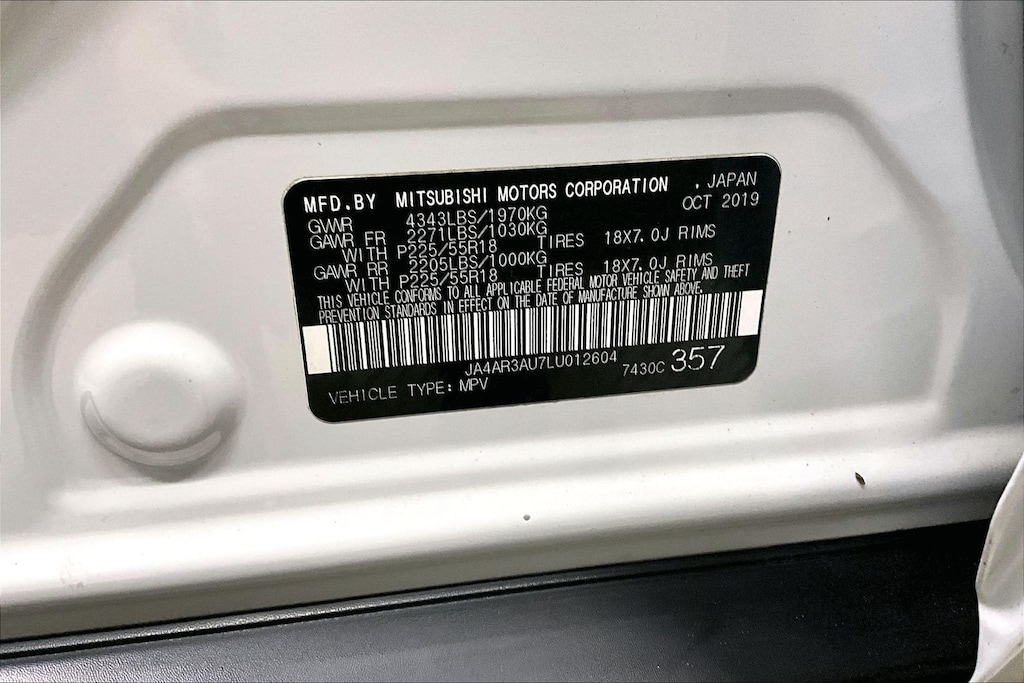 MFD.BY MITSUBISHI MOTORS CORPORATION , JAPAN
OCT 2019
GVWR 4343LBS/1970KG
GAWR FR 2271LBS/1030KG
WITH P225/55R18 TIRES 18X7.0J RIMS
GAWR RR 2205LBS/1000KG
WITH P225/55R18 TIRES 18X7.0J RIMS
THIS VEHICLE CONFORMS TO ALL APPLICABLE FEDERAL MOTOR VEHICLE SAFETY AND THEFT
PREVENTION STANDARDS IN EFFECT ON THE DATE OF MANUFACTURE SHOWN ABOVE.
JA4AR3AU7LU012604
VEHICLE TYPE: MPV 7430C 357